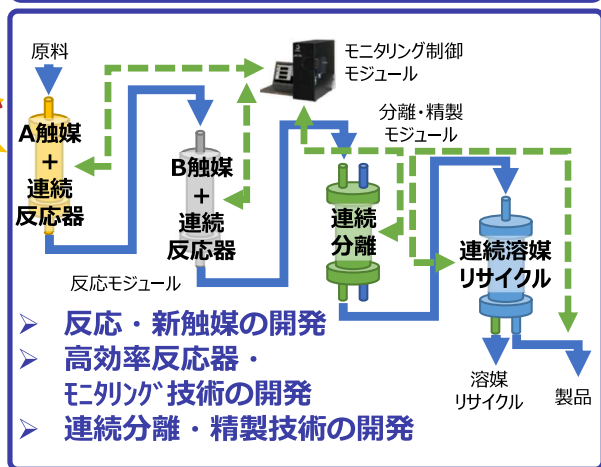 原料
モニタリング制御
モジュール
分離・精製
モジュール
A触媒
+
連続
反応器
B触媒
+
連続
反応器
連続
分離
連続溶媒
リサイクル
反応モジュール
➢ 反応・新触媒の開発
➢ 高効率反応器・
ﾓﾆﾀﾘﾝｸﾞ技術の開発
➢ 連続分離・精製技術の開発
溶媒
リサイクル
製品